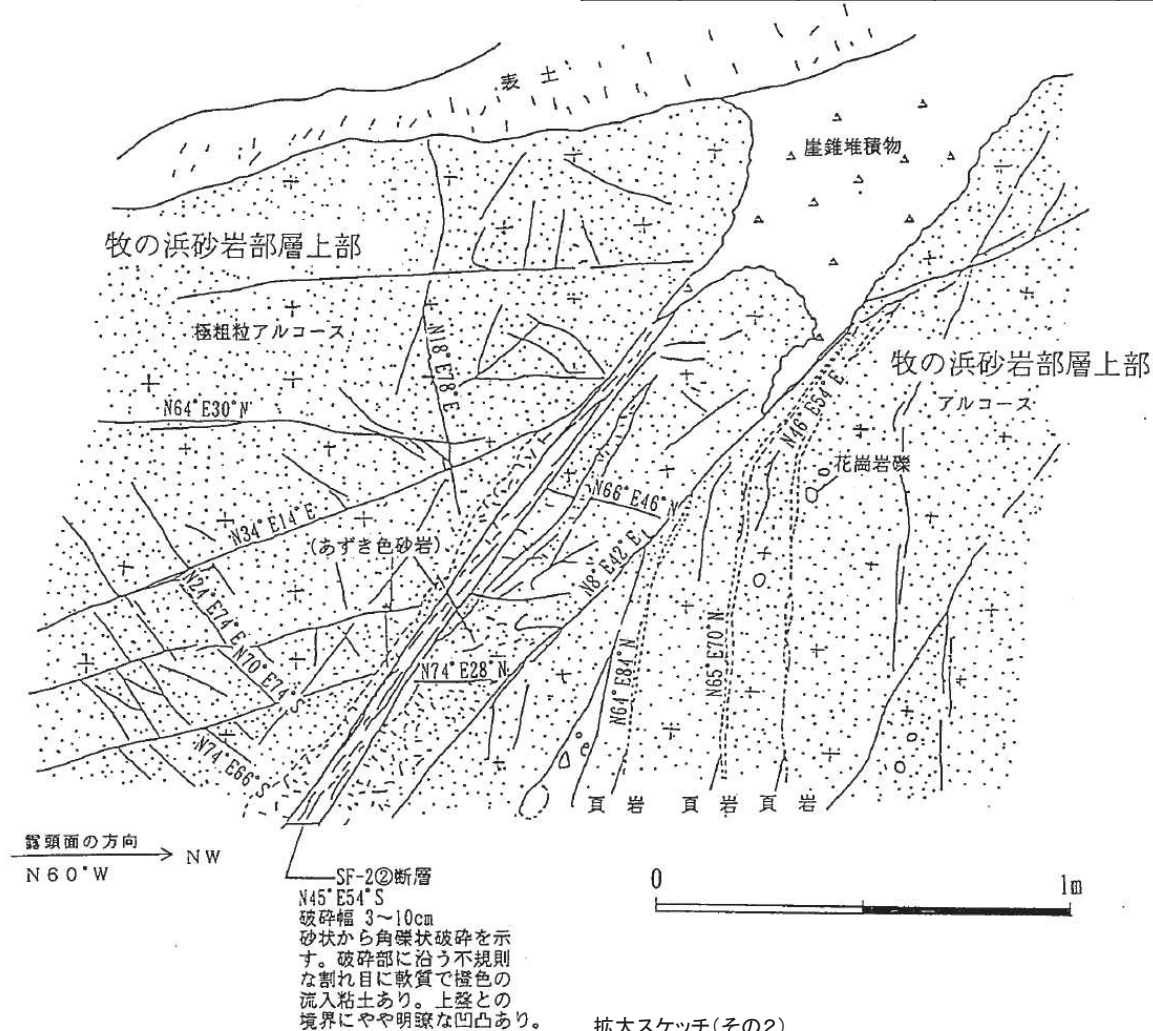 表土
崖錐堆積物
牧の浜砂岩部層上部
極粗粒アルコース
N18°E78°E
牧の浜砂岩部層上部
アルコース
N64°E30°N
N46°E54°E
花崗岩礫
N66°E46°N
N34°E14°E
(あずき色砂岩)
N8°E42°E
N24°E74°E
N70°E74°S
N74°E28°N
N64°E84°N
N65°E70°N
N74°E66°S
頁岩 頁岩 頁岩
露頭面の方向
N60°W
NW
SF-2②断層
N45°E54°S
破砕幅 3~10cm
砂状から角礫状破砕を示
す。破砕部に沿う不規則
な割れ目に軟質で橙色の
流入粘土あり。上盤との
境界にやや明瞭な凹凸あり。
0 1m
拡大スケッチ(その2)